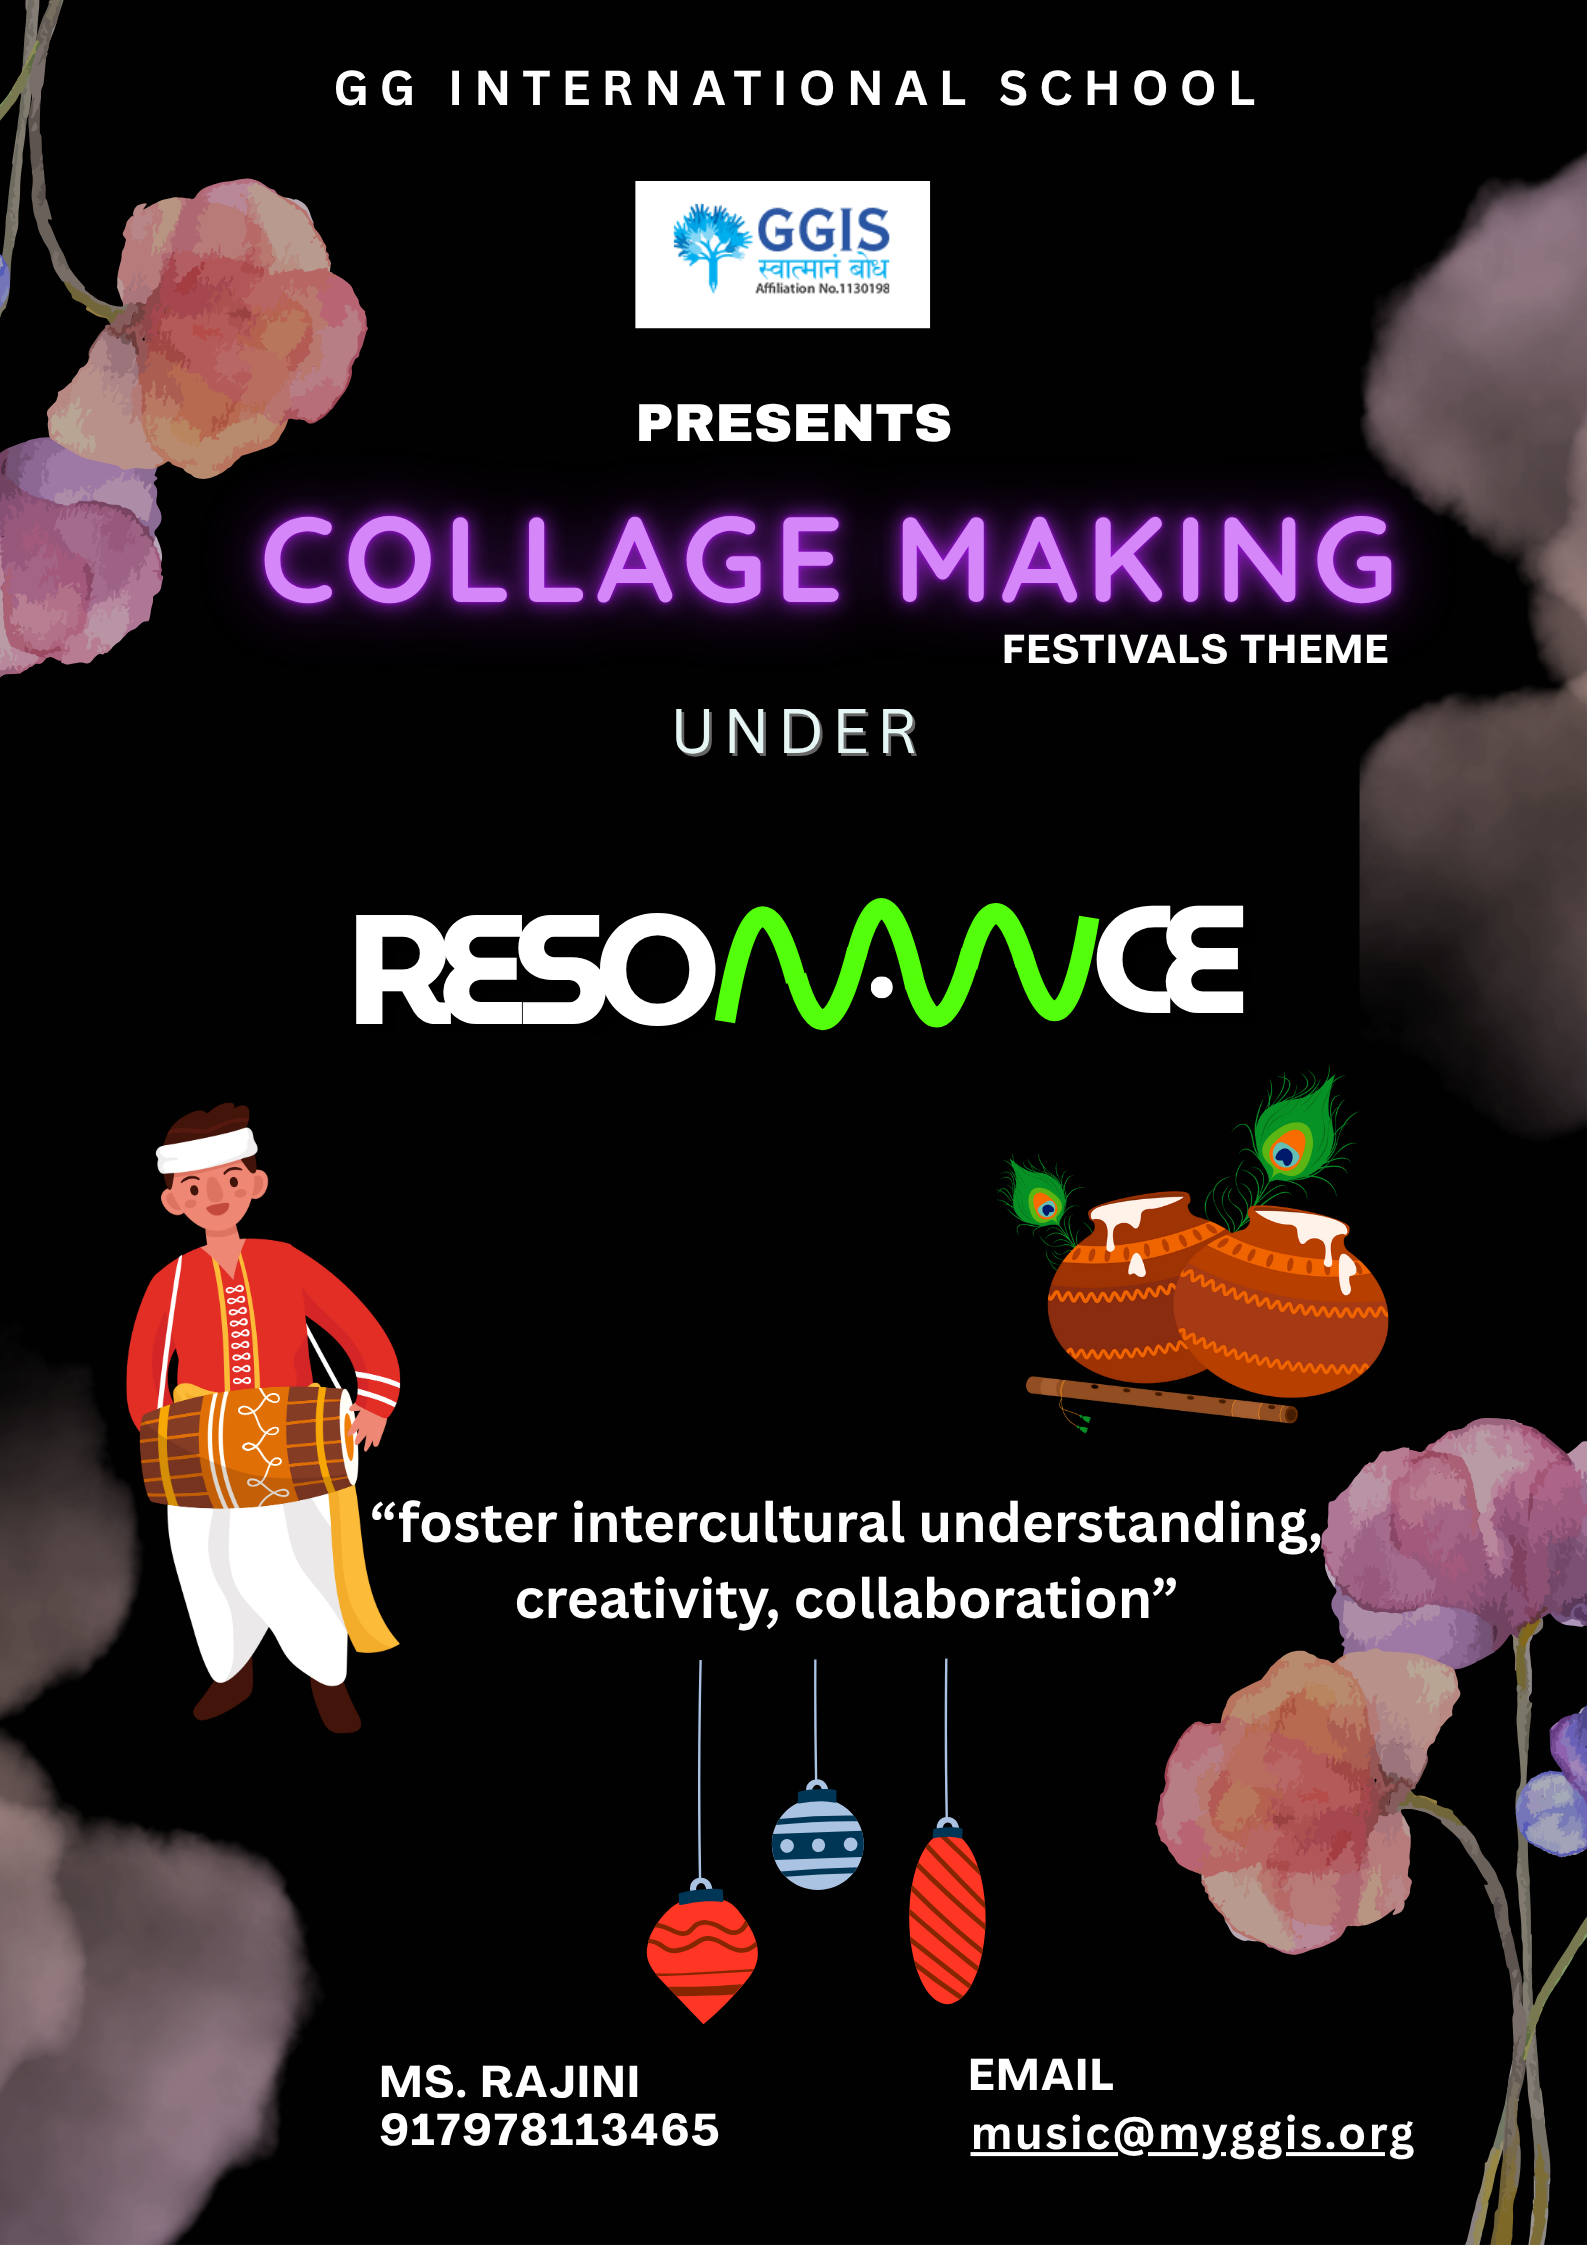 GG INTERNATIONAL SCHOOL
GGIS
स्वात्मानं बोध
Affiliation No.1130198
PRESENTS
COLLAGE MAKING
FESTIVALS THEME
UNDER
RESONANCE
“foster intercultural understanding,
creativity, collaboration”
MS. RAJINI
917978113465
EMAIL
music@myggis.org